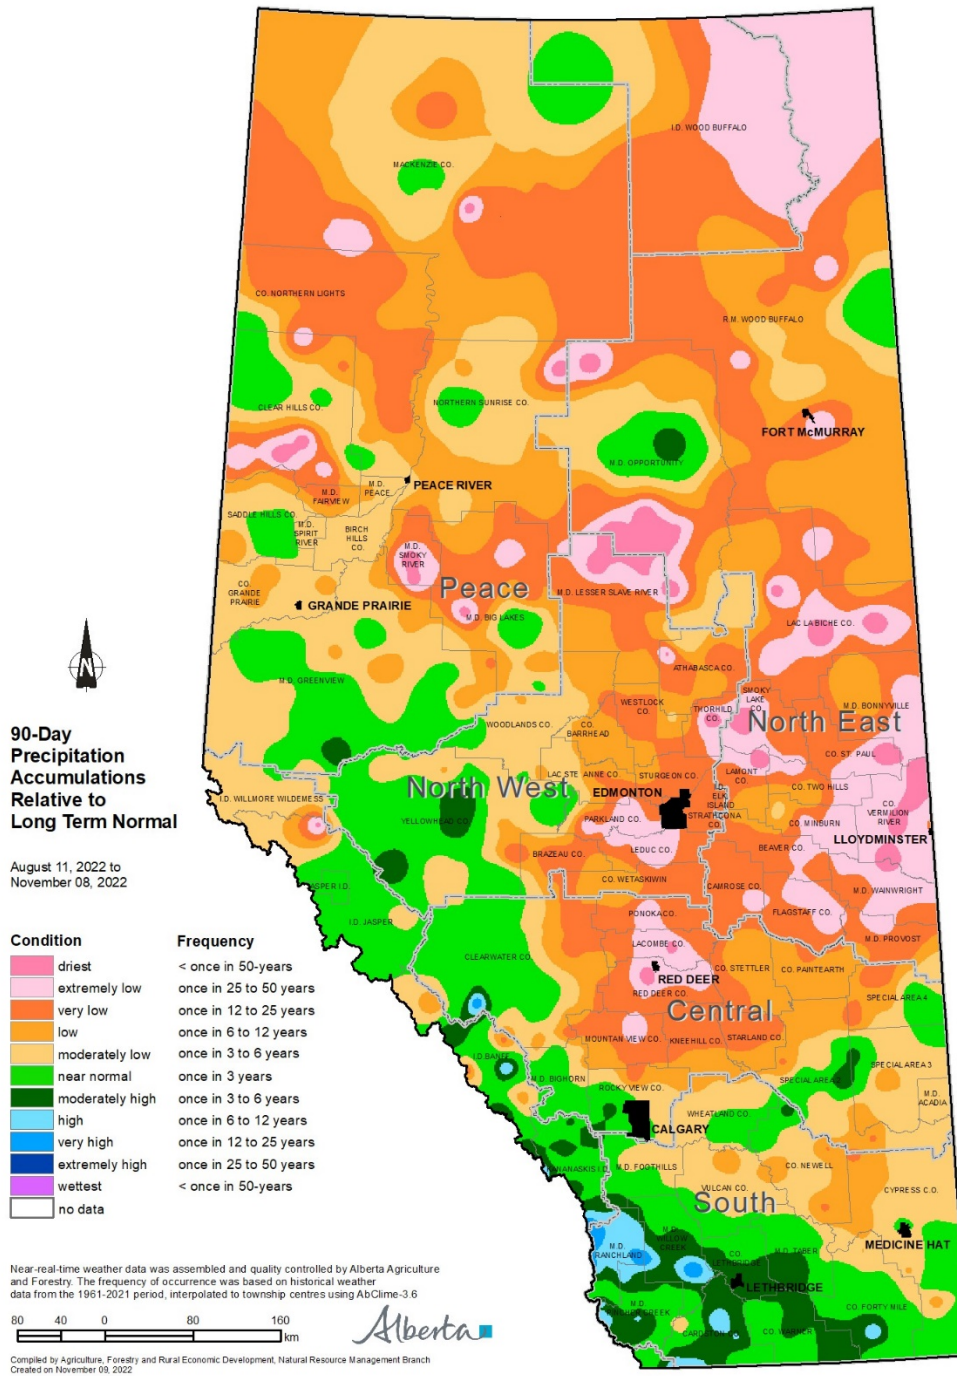 I.D. WOOD BUFFALO
MACKENZIE CO.
CO. NORTHERN LIGHTS
R.M. WOOD BUFFALO
CLEAR HILLS CO.
NORTHERN SUNRISE CO.
FORT McMURRAY
M.D. OPPORTUNITY
PEACE RIVER
M.D.
PEACE
M.D.
FAIRVIEW
SADDLE HILLS CO.
M.D.
SPIRIT
RIVER
BIRCH
HILLS
CO.
M.D.
SMOKY
RIVER
Peace
M.D. LESSER SLAVE RIVER
CO.
GRANDE
PRAIRIE
GRANDE PRAIRIE
M.D. BIG LAKES
LAC LA BICHE CO.
N
M.D. GREENVIEW
ATHABASCA CO.
WESTLOCK
CO.
THORHILD
CO.
SMOKY
LAKE
CO.
M.D. BONNYVILLE
North East
WOODLANDS CO.
CO.
BARRHEAD
CO. ST. PAUL
90-Day
Precipitation
Accumulations
Relative to
Long Term Normal
North West
LAC STE ANNE CO.
STURGEON CO.
LAMONT
CO.
CO. TWO HILLS
I.D. WILLMORE WILDERNESS
EDMONTON
I.D.
ELK
ISLAND
STRATHCONA
CO.
PARKLAND CO.
YELLOWHEAD CO.
CO.
VERMILION
RIVER
CO. MINBURN
LLOYDMINSTER
LEDUC CO.
BRAZEAU CO.
BEAVER CO.
August 11, 2022 to
November 08, 2022
CO. WETASKIWIN
CAMROSE CO.
M.D. WAINWRIGHT
JASPER I.D.
I.D. JASPER
PONOKA CO.
FLAGSTAFF CO.
M.D. PROVOST
LACOMBE CO.
CLEARWATER CO.
CO. STETTLER
CO. PAINTEARTH
RED DEER
RED DEER CO.
SPECIAL AREA 4
Central
MOUNTAIN VIEW CO.
KNEEHILL CO.
STARLAND CO.
I.D. BANFF
M.D. BIGHORN
ROCKY VIEW CO.
SPECIAL AREA 2
SPECIAL AREA 3
M.D.
ACADIA
WHEATLAND CO.
CALGARY
KANANASKIS I.D.
M.D. FOOTHILLS
CO. NEWELL
VULCAN CO.
CYPRESS C.O.
South
M.D.
WILLOW
CREEK
M.D.
RANCHLAND
MEDICINE HAT
CO.
LETHBRIDGE
M.D. TABER
LETHBRIDGE
M.D.
PINCHER CREEK
CO. FORTY MILE
CARDSTON
CO. WARNER
Condition Frequency
driest < once in 50-years
extremely low once in 25 to 50 years
very low once in 12 to 25 years
low once in 6 to 12 years
moderately low once in 3 to 6 years
near normal once in 3 years
moderately high once in 3 to 6 years
high once in 6 to 12 years
very high once in 12 to 25 years
extremely high once in 25 to 50 years
wettest < once in 50-years
no data
Near-real-time weather data was assembled and quality controlled by Alberta Agriculture
and Forestry. The frequency of occurrence was based on historical weather
data from the 1961-2021 period, interpolated to township centres using AbClime-3.6
80 40 0 80 160
km
Alberta
Compiled by Agriculture, Forestry and Rural Economic Development, Natural Resource Management Branch
Created on November 09, 2022